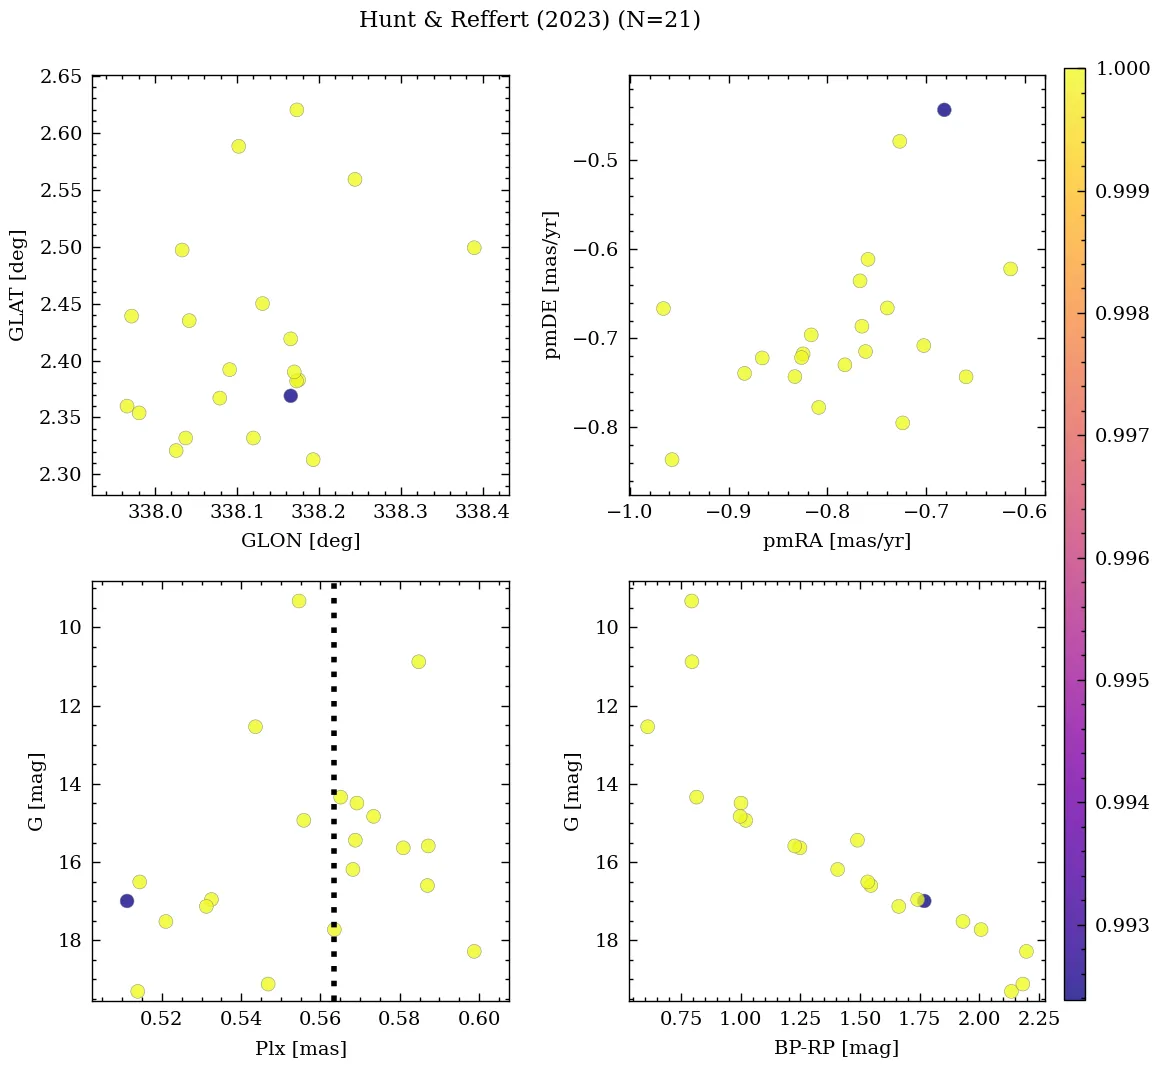 Hunt & Reffert (2023) (N=21)
2.65
2.60
2.55
2.50
2.45
2.40
2.35
2.30
GLAT [deg]
338.0 338.1 338.2 338.3 338.4
GLON [deg]
−0.5
−0.6
−0.7
−0.8
pmDE [mas/yr]
−1.0 −0.9 −0.8 −0.7 −0.6
pmRA [mas/yr]
10
12
14
16
18
G [mag]
0.52 0.54 0.56 0.58 0.60
Plx [mas]
10
12
14
16
18
G [mag]
0.75 1.00 1.25 1.50 1.75 2.00 2.25
BP-RP [mag]
1.000
0.999
0.998
0.997
0.996
0.995
0.994
0.993